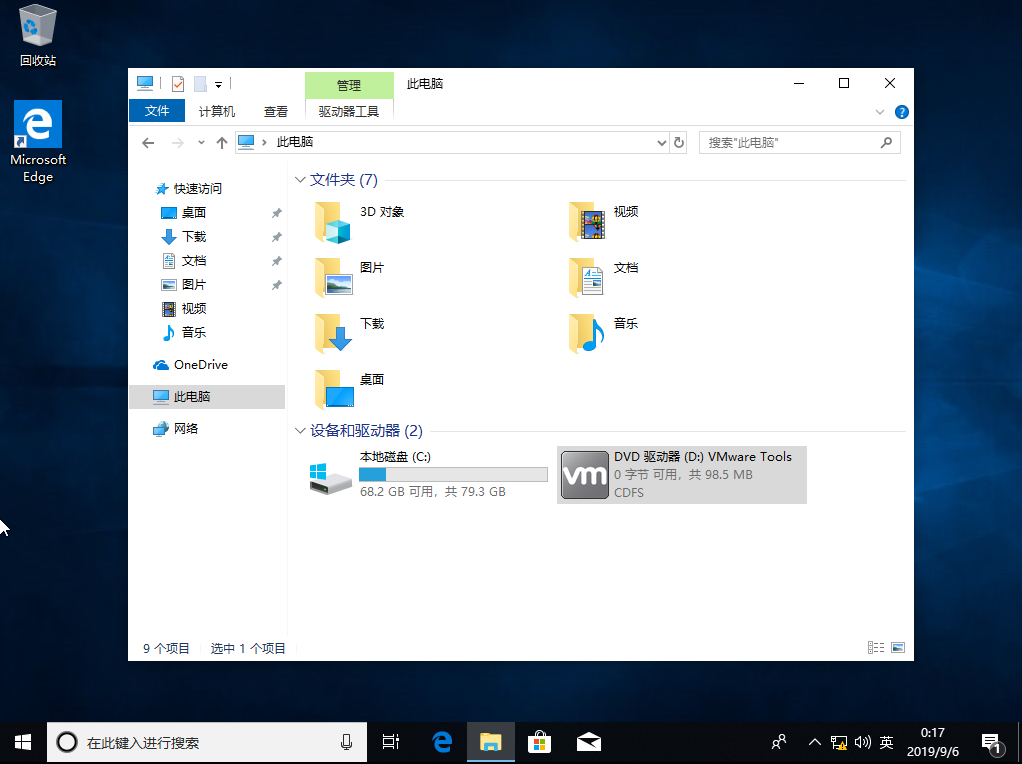 回收站
Microsoft
Edge
管理
此电脑
文件
计算机
查看
驱动器工具
此电脑
搜索"此电脑"
快速访问
桌面
下载
文档
图片
视频
音乐
OneDrive
此电脑
网络
文件夹 (7)
3D 对象
视频
图片
文档
下载
音乐
桌面
设备和驱动器 (2)
本地磁盘 (C:)
68.2 GB 可用，共 79.3 GB
vm
DVD 驱动器 (D:) VMware Tools
0 字节 可用，共 98.5 MB
CDFS
9 个项目
选中 1 个项目
在此键入进行搜索
英
0:17
2019/9/6
1